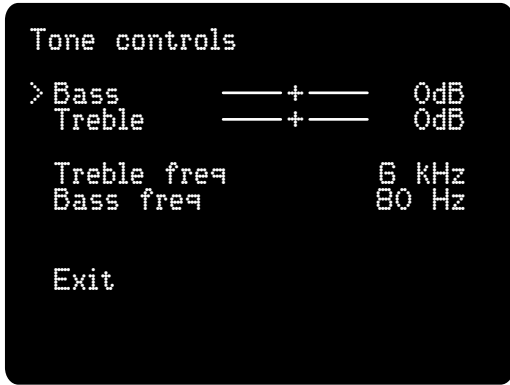 Tone controls
> Bass ——+—— 0dB
Treble ——+—— 0dB
Treble freq 6 kHz
Bass freq 80 Hz
Exit